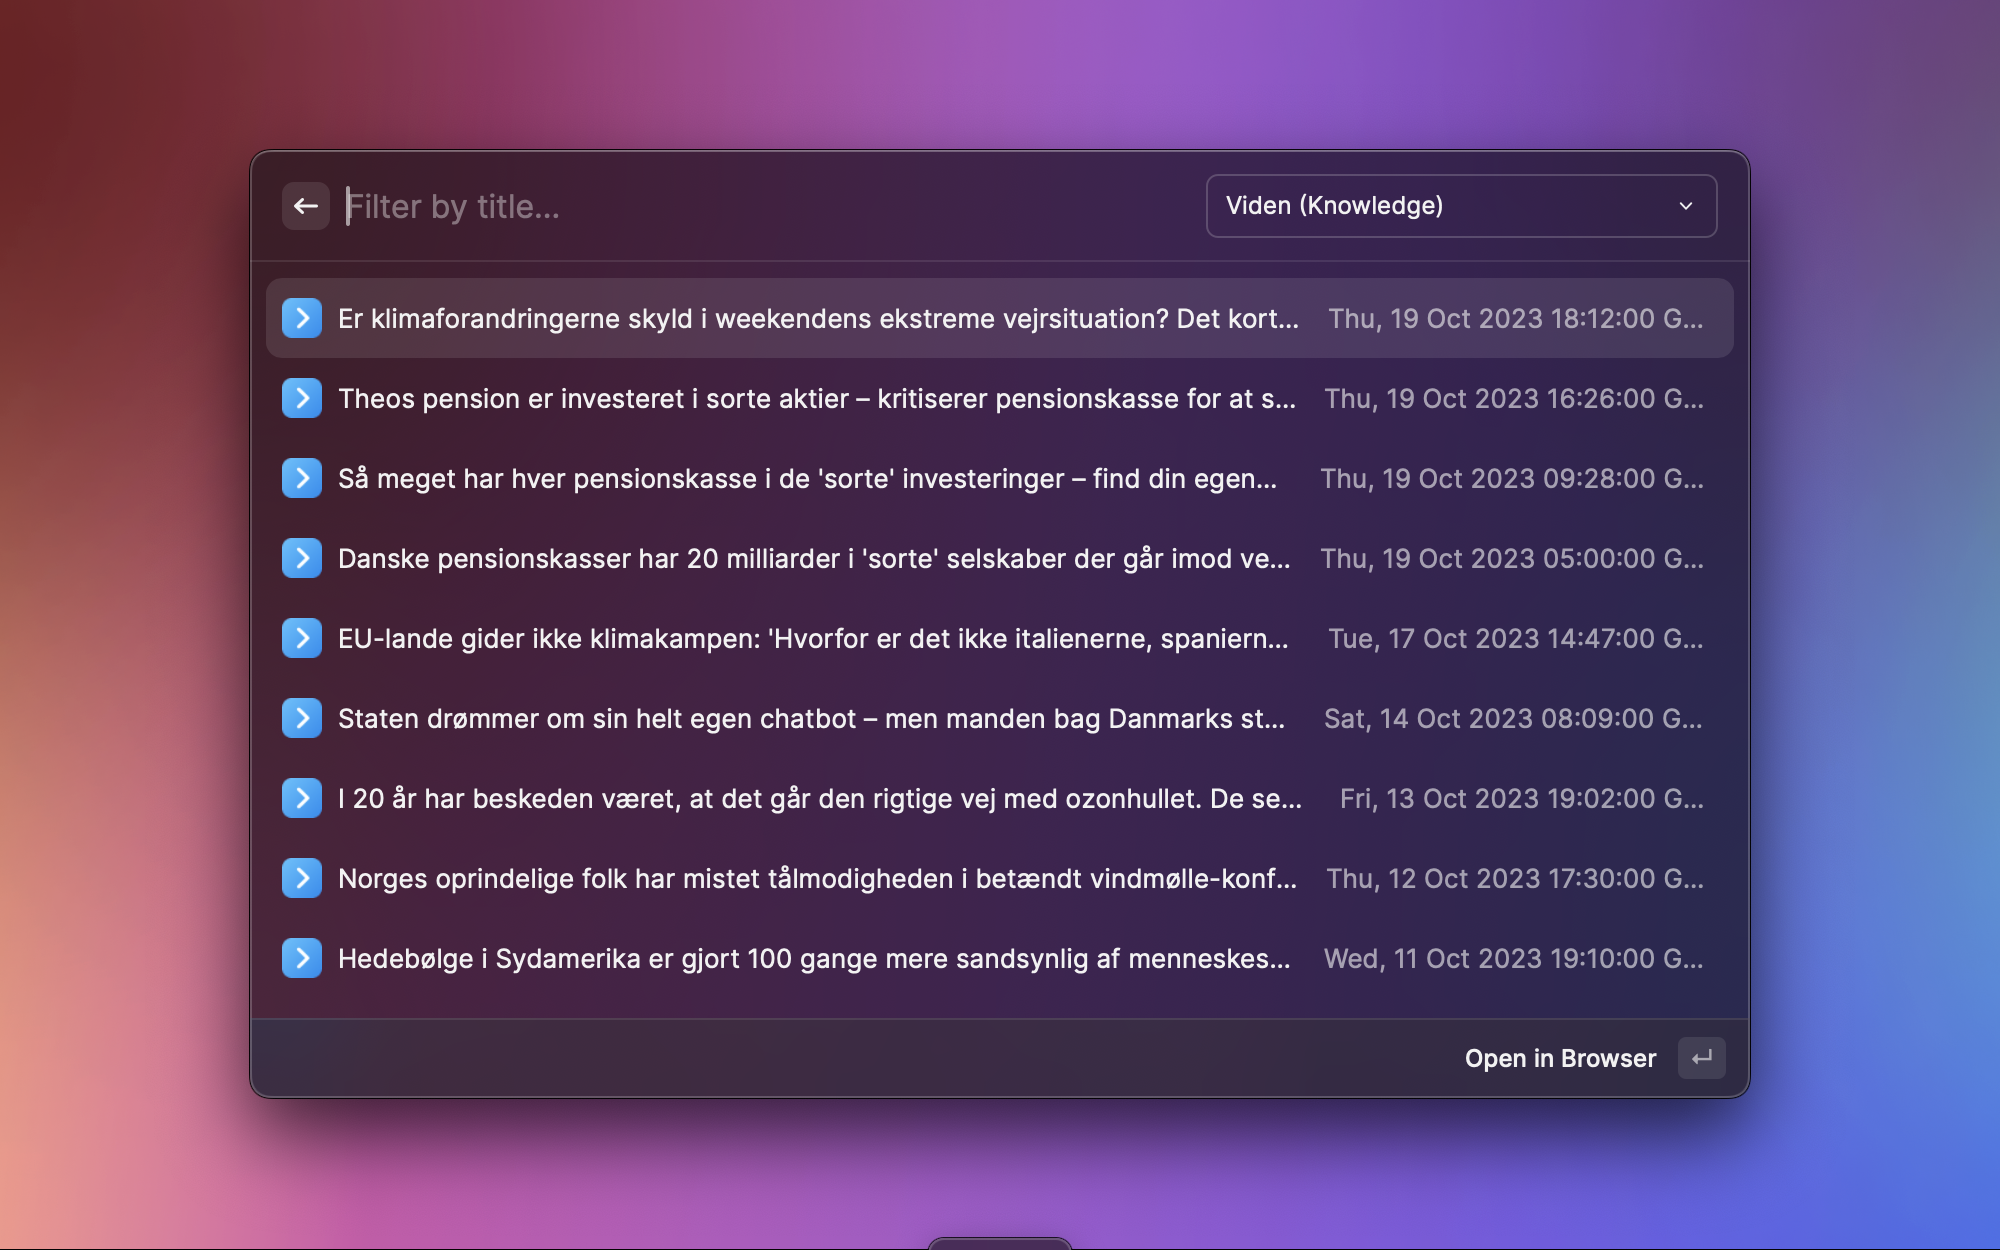 Filter by title...
Viden (Knowledge)
Er klimaforandringerne skyld i weekendens ekstreme vejrsituation? Det kort... Thu, 19 Oct 2023 18:12:00 G...
Theos pension er investeret i sorte aktier – kritiserer pensionskasse for at s... Thu, 19 Oct 2023 16:26:00 G...
Så meget har hver pensionskasse i de 'sorte' investeringer – find din egen... Thu, 19 Oct 2023 09:28:00 G...
Danske pensionskasser har 20 milliarder i 'sorte' selskaber der går imod ve... Thu, 19 Oct 2023 05:00:00 G...
EU-lande gider ikke klimakampen: 'Hvorfor er det ikke italienerne, spaniern... Tue, 17 Oct 2023 14:47:00 G...
Staten drømmer om sin helt egen chatbot – men manden bag Danmarks st... Sat, 14 Oct 2023 08:09:00 G...
I 20 år har beskeden været, at det går den rigtige vej med ozonhullet. De se... Fri, 13 Oct 2023 19:02:00 G...
Norges oprindelige folk har mistet tålmodigheden i betændt vindmølle-konf... Thu, 12 Oct 2023 17:30:00 G...
Hedebølge i Sydamerika er gjort 100 gange mere sandsynlig af menneskes... Wed, 11 Oct 2023 19:10:00 G...
Open in Browser